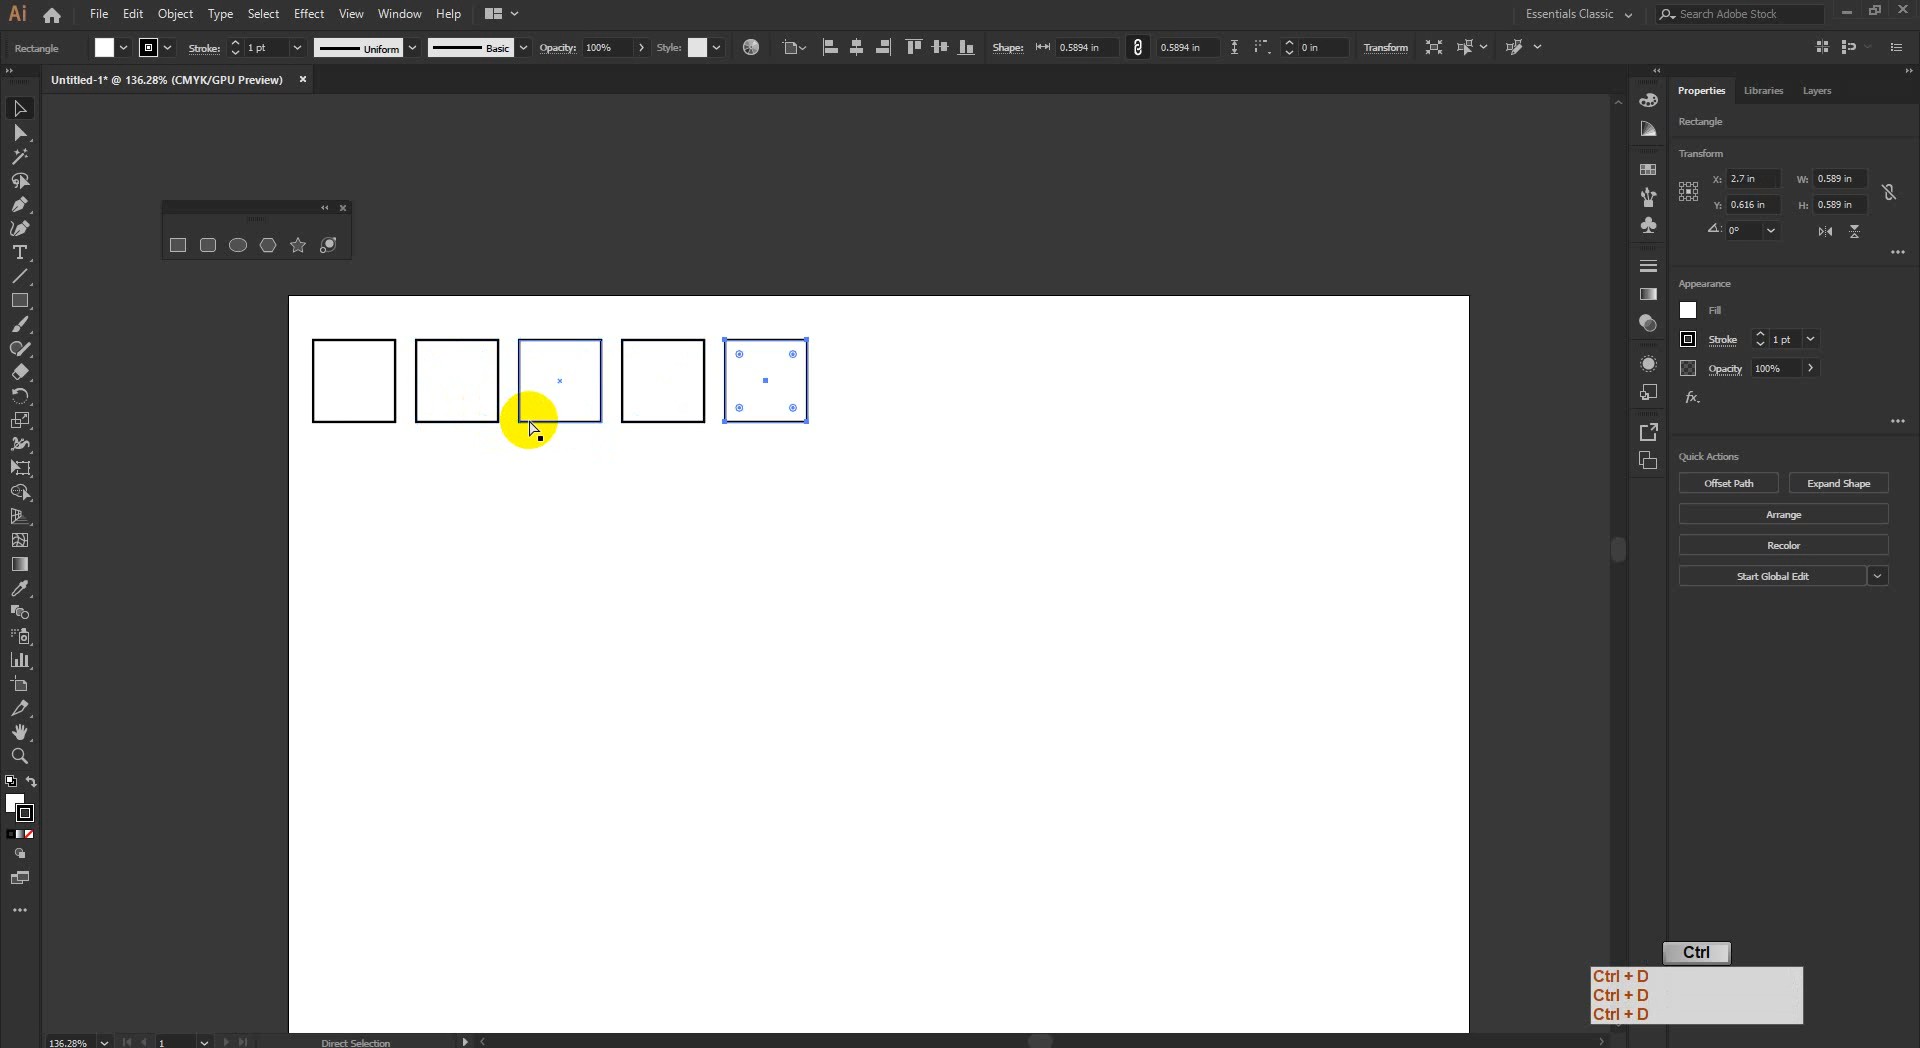 Ai File Edit Object Type Select Effect View Window Help Essentials Classic Search Adobe Stock
Rectangle Stroke: 1 pt Uniform Basic Opacity: 100% Style: Shape: 0.5894 in 0.5894 in 0 in Transform
Untitled-1* @ 136.28% (CMYK/GPU Preview)
Properties Libraries Layers
Rectangle
Transform
X: 2.7 in W: 0.589 in
Y: 0.616 in H: 0.589 in
0°
Appearance
Fill
Stroke 1 pt
Opacity 100%
fx.
Quick Actions
Offset Path Expand Shape
Arrange
Recolor
Start Global Edit
Ctrl
Ctrl + D
Ctrl + D
Ctrl + D
136.28% 1 Direct Selection